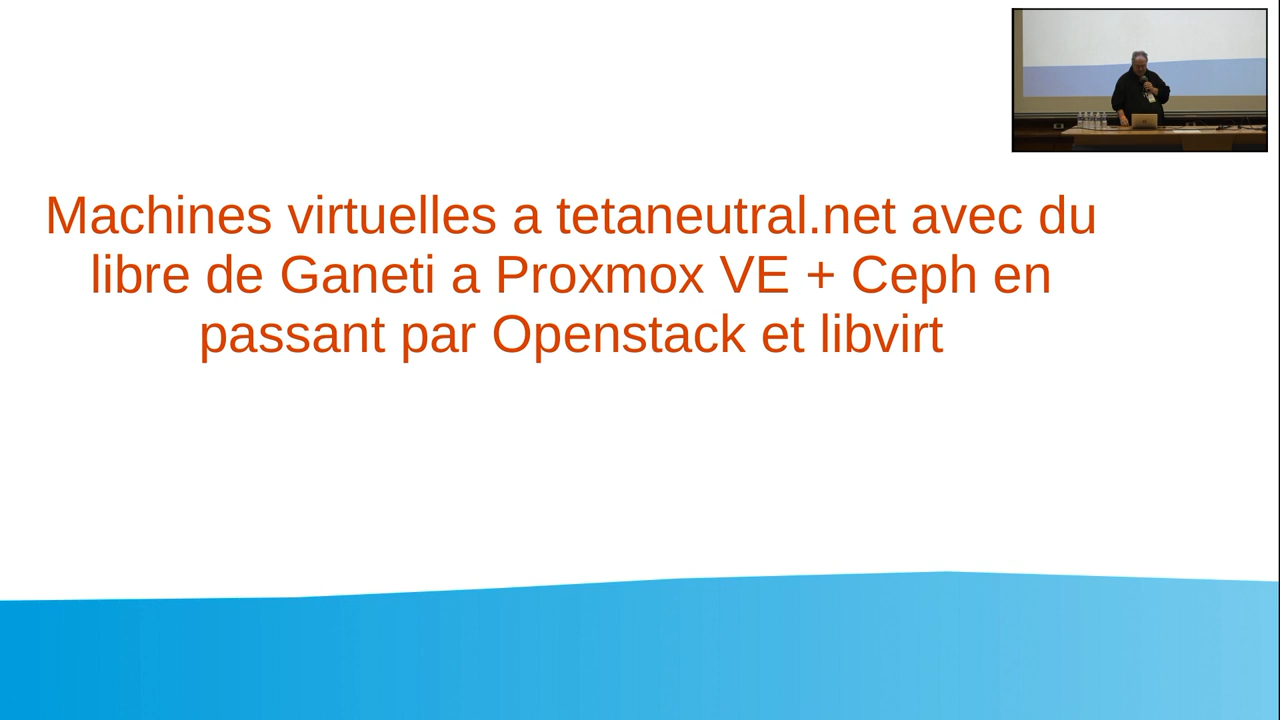 Machines virtuelles a tetaneutral.net avec du
libre de Ganeti a Proxmox VE + Ceph en
passant par Openstack et libvirt